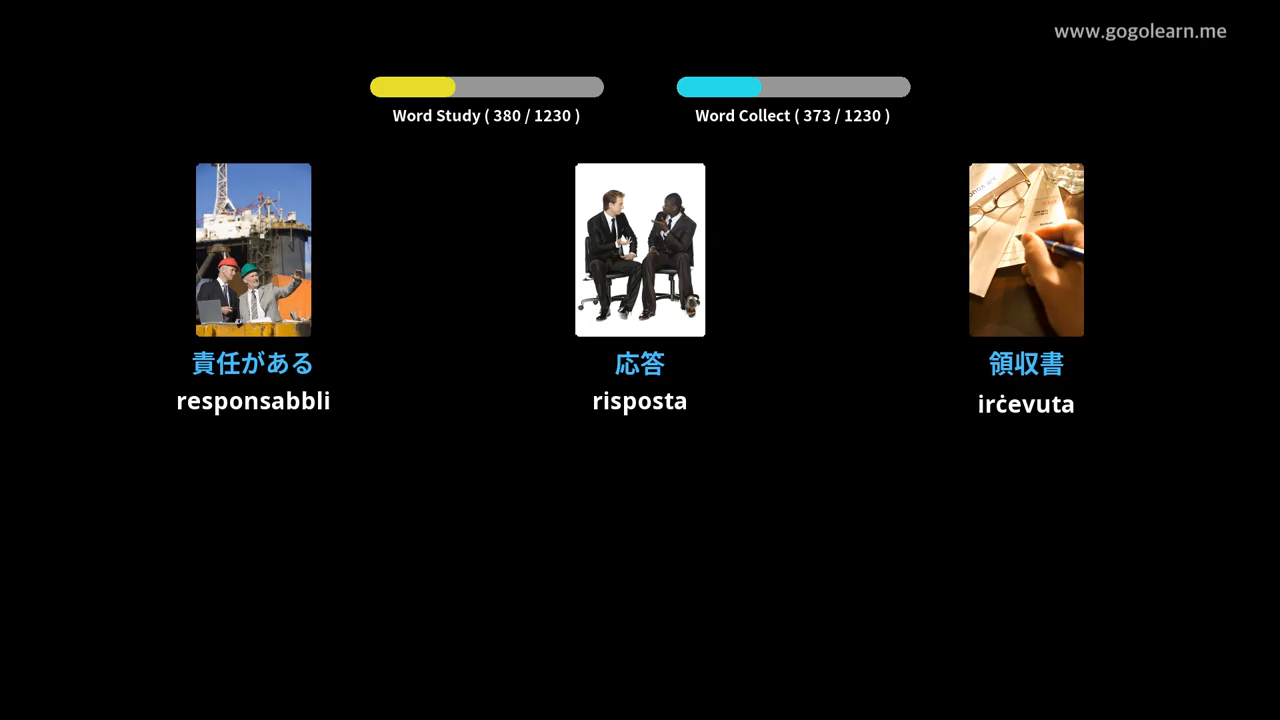 www.gogolearn.me
Word Study ( 380 / 1230 )
Word Collect ( 373 / 1230 )
責任がある
responsabbli
応答
risposta
領収書
irċevuta